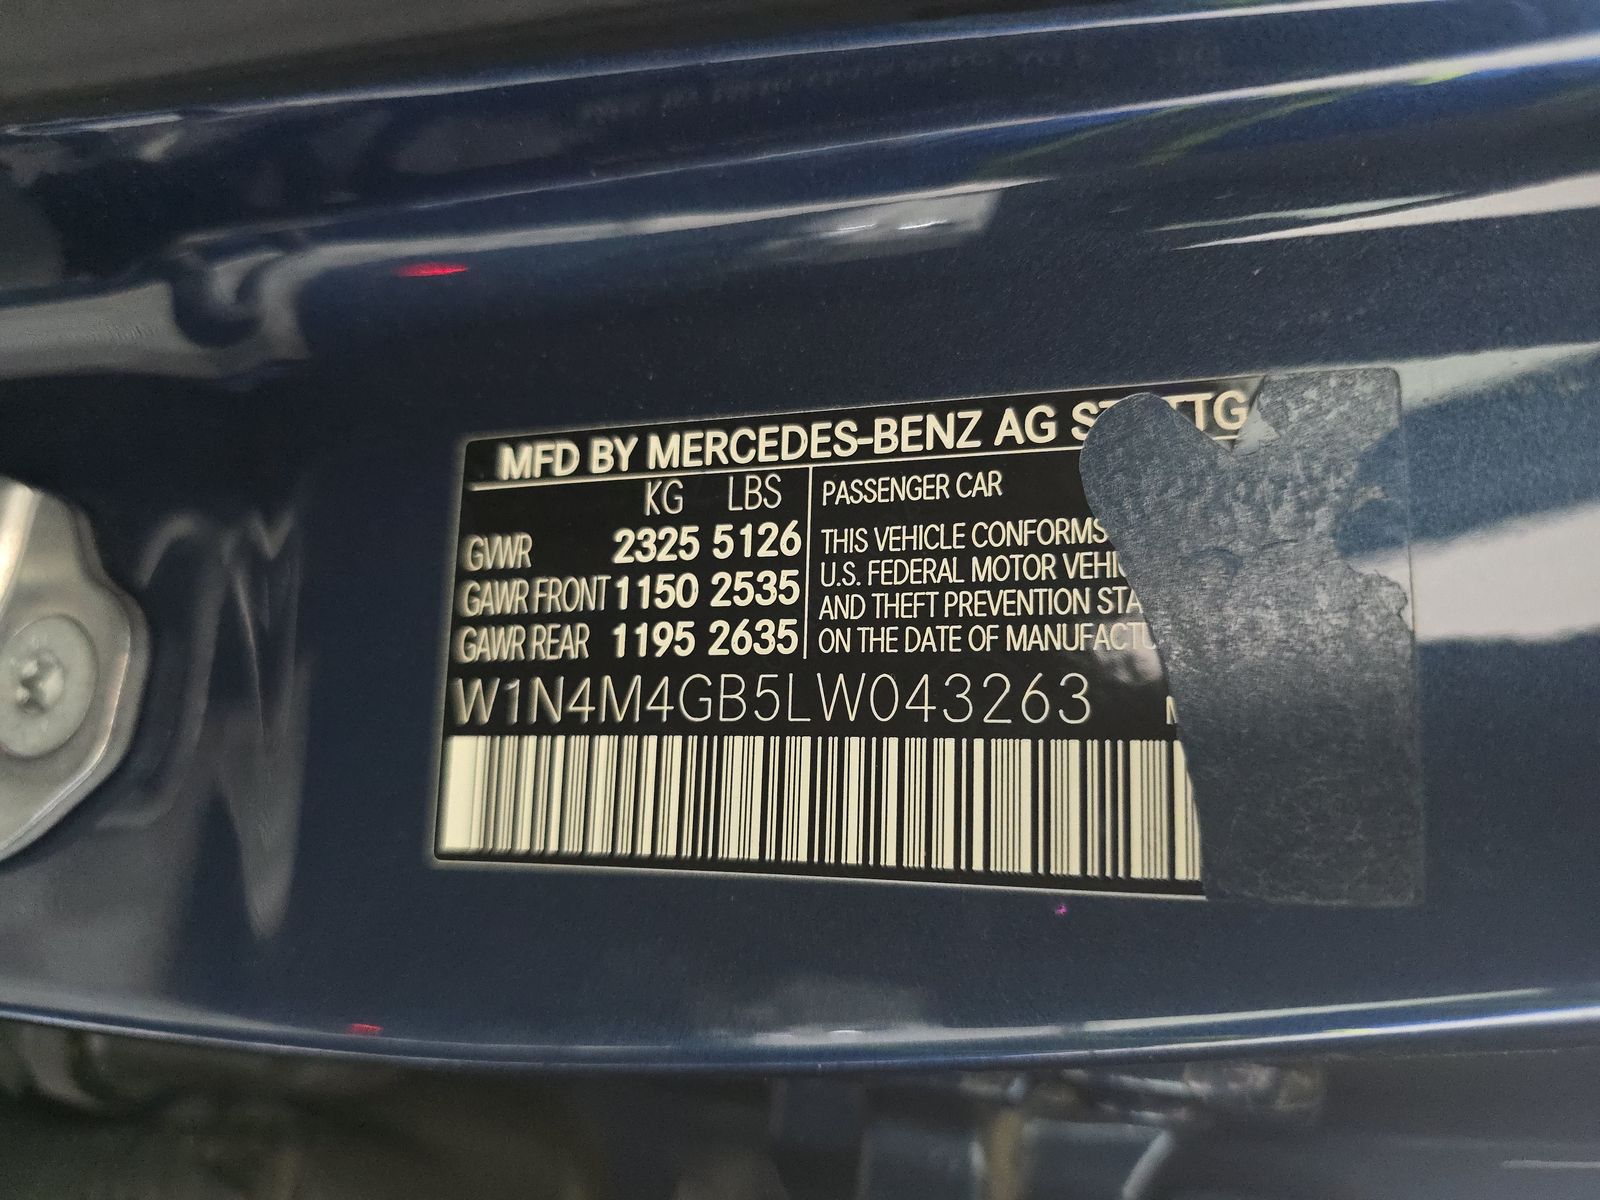 MFD BY MERCEDES-BENZ AG
KG LBS
GVWR 2325 5126
GAWR FRONT 1150 2535
GAWR REAR 1195 2635
PASSENGER CAR
THIS VEHICLE CONFORMS
U.S. FEDERAL MOTOR
AND THEFT PREVENTION
ON THE DATE OF
W1N4M4GB5LW043263